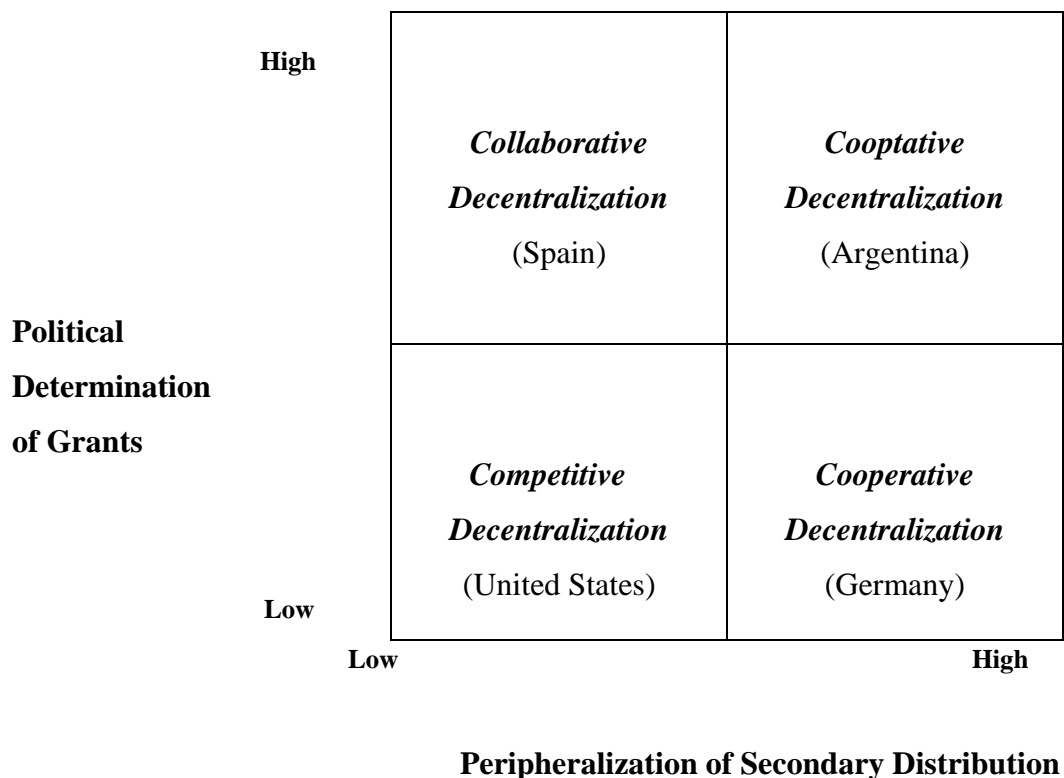 High
Collaborative
Decentralization
(Spain)
Cooptative
Decentralization
(Argentina)
Political
Determination
of Grants
Competitive
Decentralization
(United States)
Cooperative
Decentralization
(Germany)
Low
Low
High
Peripheralization of Secondary Distribution